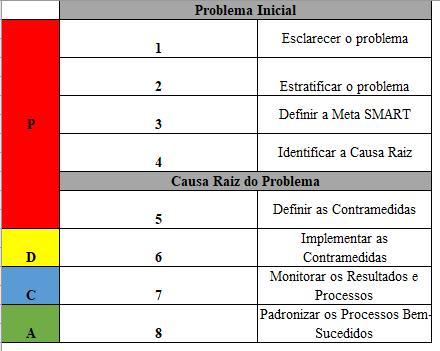 Problema Inicial
1
Esclarecer o problema
2
Estratificar o problema
P
3
Definir a Meta SMART
4
Identificar a Causa Raiz
Causa Raiz do Problema
5
Definir as Contramedidas
D
6
Implementar as
Contramedidas
C
7
Monitorar os Resultados e
Processos
A
8
Padronizar os Processos Bem-
Sucedidos